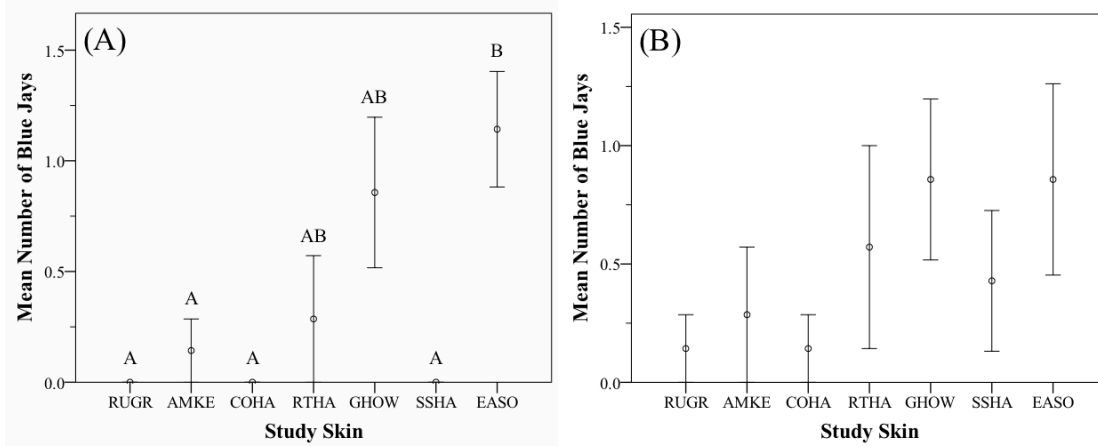 (A)
Mean Number of Blue Jays
1.5
1.0
0.5
0.0
A
A
A
AB
AB
A
B
RUGR AMKE COHA RTHA GHOW SSHA EASO
Study Skin
(B)
Mean Number of Blue Jays
1.5
1.0
0.5
0.0
RUGR AMKE COHA RTHA GHOW SSHA EASO
Study Skin